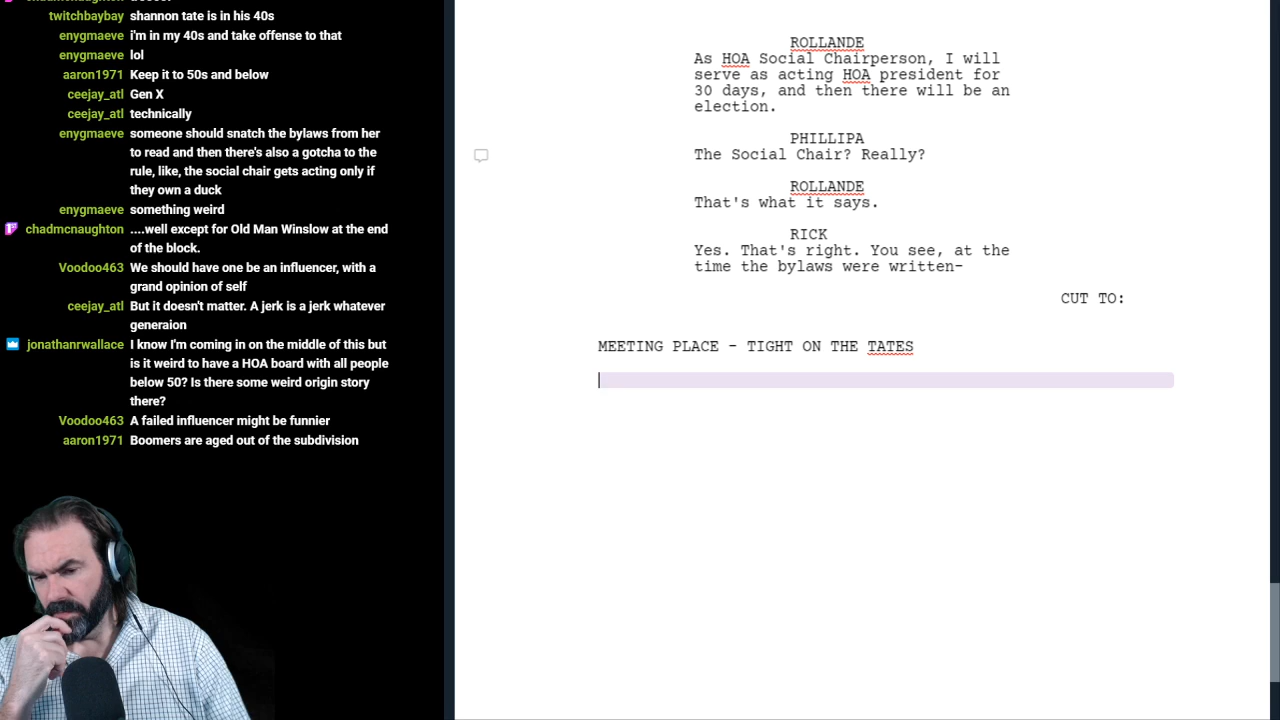 twitchbaybay shannon tate is in his 40s
enygmaeve i'm in my 40s and take offense to that
enygmaeve lol
aaron1971 Keep it to 50s and below
ceejay_atl Gen X
ceejay_atl technically
enygmaeve someone should snatch the bylaws from her
to read and then there's also a gotcha to the
rule, like, the social chair gets acting only if
they own a duck
enygmaeve something weird
chadmcnaughton ....well except for Old Man Winslow at the end
of the block.
Voodoo463 We should have one be an influencer, with a
grand opinion of self
ceejay_atl But it doesn't matter. A jerk is a jerk whatever
generaion
jonathanrwallace I know I'm coming in on the middle of this but
is it weird to have a HOA board with all people
below 50? Is there some weird origin story
there?
Voodoo463 A failed influencer might be funnier
aaron1971 Boomers are aged out of the subdivision
ROLLANDE
As HOA Social Chairperson, I will
serve as acting HOA president for
30 days, and then there will be an
election.
PHILLIPA
The Social Chair? Really?
ROLLANDE
That's what it says.
RICK
Yes. That's right. You see, at the
time the bylaws were written-
CUT TO:
MEETING PLACE - TIGHT ON THE TATES